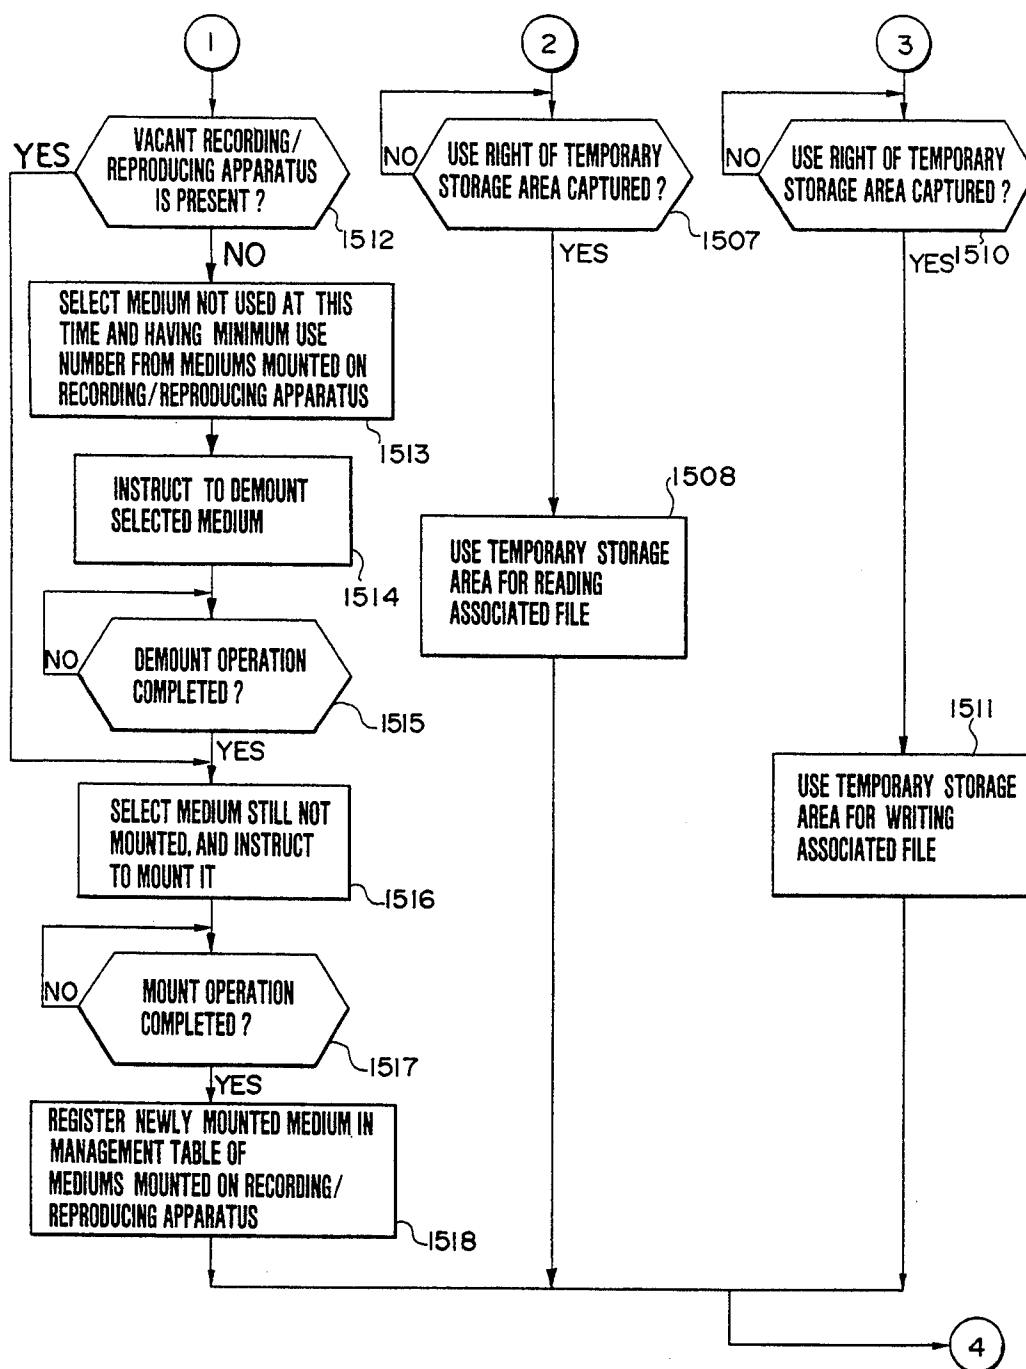 1
VACANT RECORDING/
REPRODUCING APPARATUS
IS PRESENT ?
YES
1512
NO
SELECT MEDIUM NOT USED AT THIS
TIME AND HAVING MINIMUM USE
NUMBER FROM MEDIUMS MOUNTED ON
RECORDING/REPRODUCING APPARATUS
1513
INSTRUCT TO DEMOUNT
SELECTED MEDIUM
1514
NO
DEMOUNT OPERATION
COMPLETED ?
1515
YES
SELECT MEDIUM STILL NOT
MOUNTED, AND INSTRUCT
TO MOUNT IT
1516
NO
MOUNT OPERATION
COMPLETED ?
1517
YES
REGISTER NEWLY MOUNTED MEDIUM IN
MANAGEMENT TABLE OF
MEDIUMS MOUNTED ON RECORDING/
REPRODUCING APPARATUS
1518
2
NO
USE RIGHT OF TEMPORARY
STORAGE AREA CAPTURED ?
1507
YES
1508
USE TEMPORARY STORAGE
AREA FOR READING
ASSOCIATED FILE
3
NO
USE RIGHT OF TEMPORARY
STORAGE AREA CAPTURED ?
1510
YES
1511
USE TEMPORARY STORAGE
AREA FOR WRITING
ASSOCIATED FILE
4